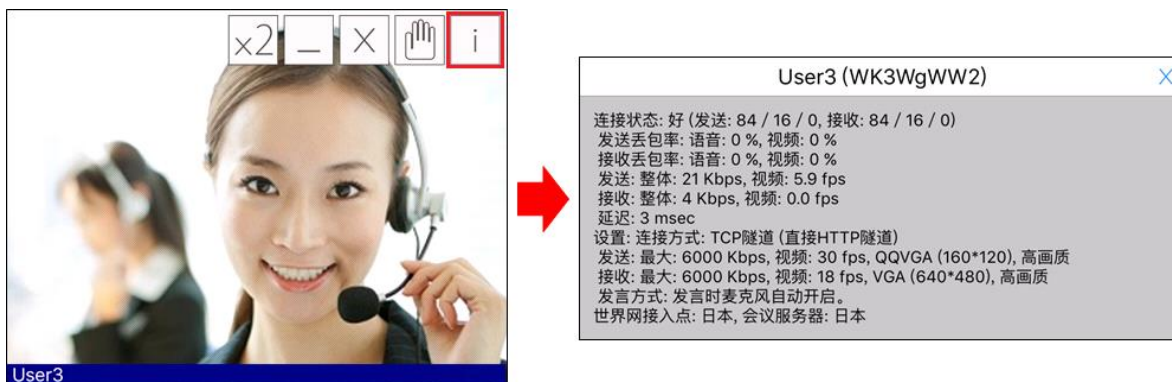 x2 _ X i
User3
User3 (WK3WgWW2) X
连接状态: 好 (发送: 84 / 16 / 0, 接收: 84 / 16 / 0)
发送丢包率: 语音: 0 %, 视频: 0 %
接收丢包率: 语音: 0 %, 视频: 0 %
发送: 整体: 21 Kbps, 视频: 5.9 fps
接收: 整体: 4 Kbps, 视频: 0.0 fps
延迟: 3 msec
设置: 连接方式: TCP隧道 (直接HTTP隧道)
发送: 最大: 6000 Kbps, 视频: 30 fps, QQVGA (160*120), 高画质
接收: 最大: 6000 Kbps, 视频: 18 fps, VGA (640*480), 高画质
发言方式: 发言时麦克风自动开启。
世界网接入点: 日本, 会议服务器: 日本